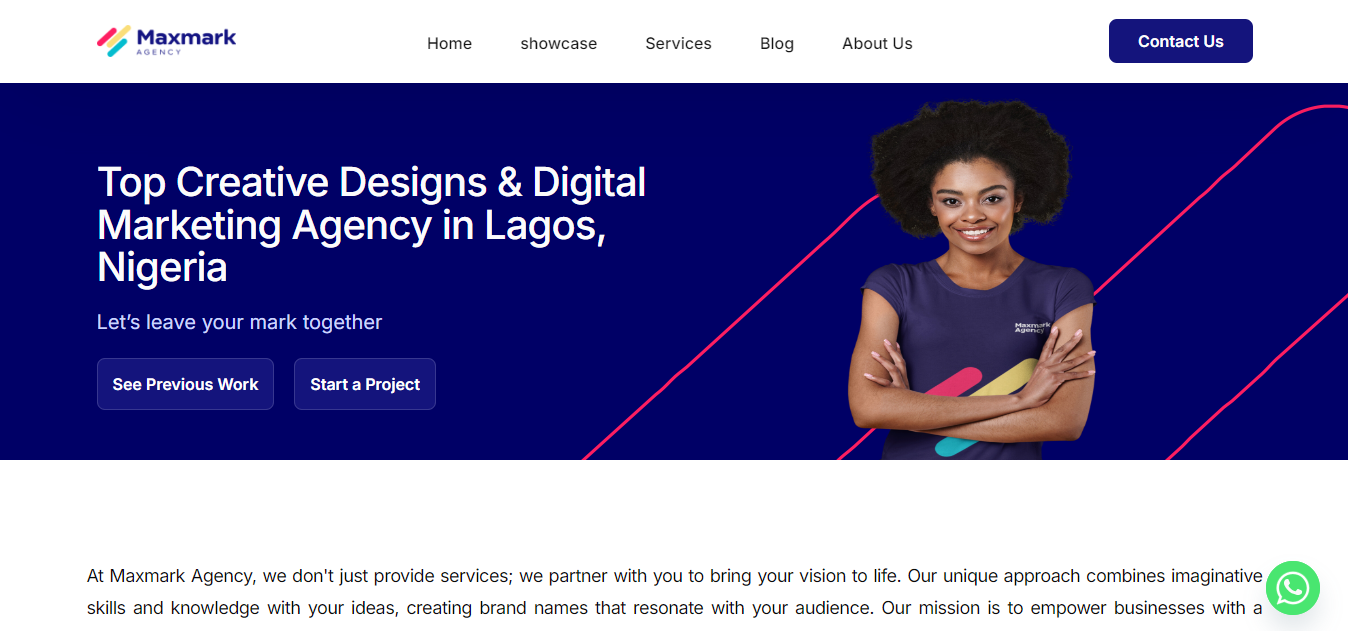 Maxmark
AGENCY
Home
showcase
Services
Blog
About Us
Contact Us
Top Creative Designs & Digital
Marketing Agency in Lagos,
Nigeria
Let’s leave your mark together
See Previous Work
Start a Project
Maxmark
Agency
At Maxmark Agency, we don't just provide services; we partner with you to bring your vision to life. Our unique approach combines imaginative
skills and knowledge with your ideas, creating brand names that resonate with your audience. Our mission is to empower businesses with a